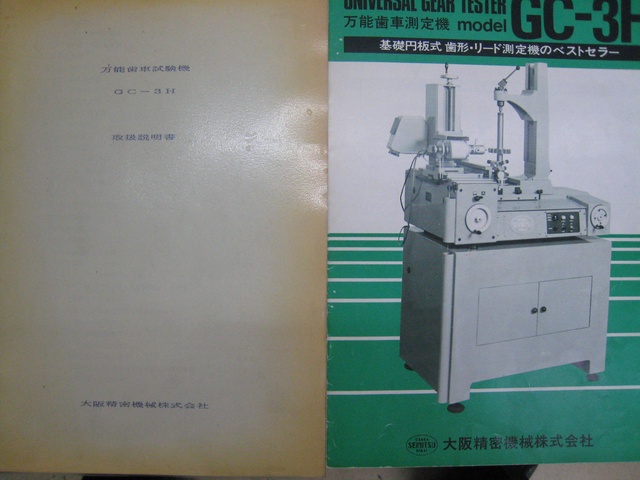 万能歯車試験機
GC-3H
取扱説明書
大阪精密機械株式会社
UNIVERSAL GEAR TESTER
万能歯車測定機 model GC-3H
基礎円板式 歯形・リード測定機のベストセラー
SEIMITSU
大阪精密機械株式会社